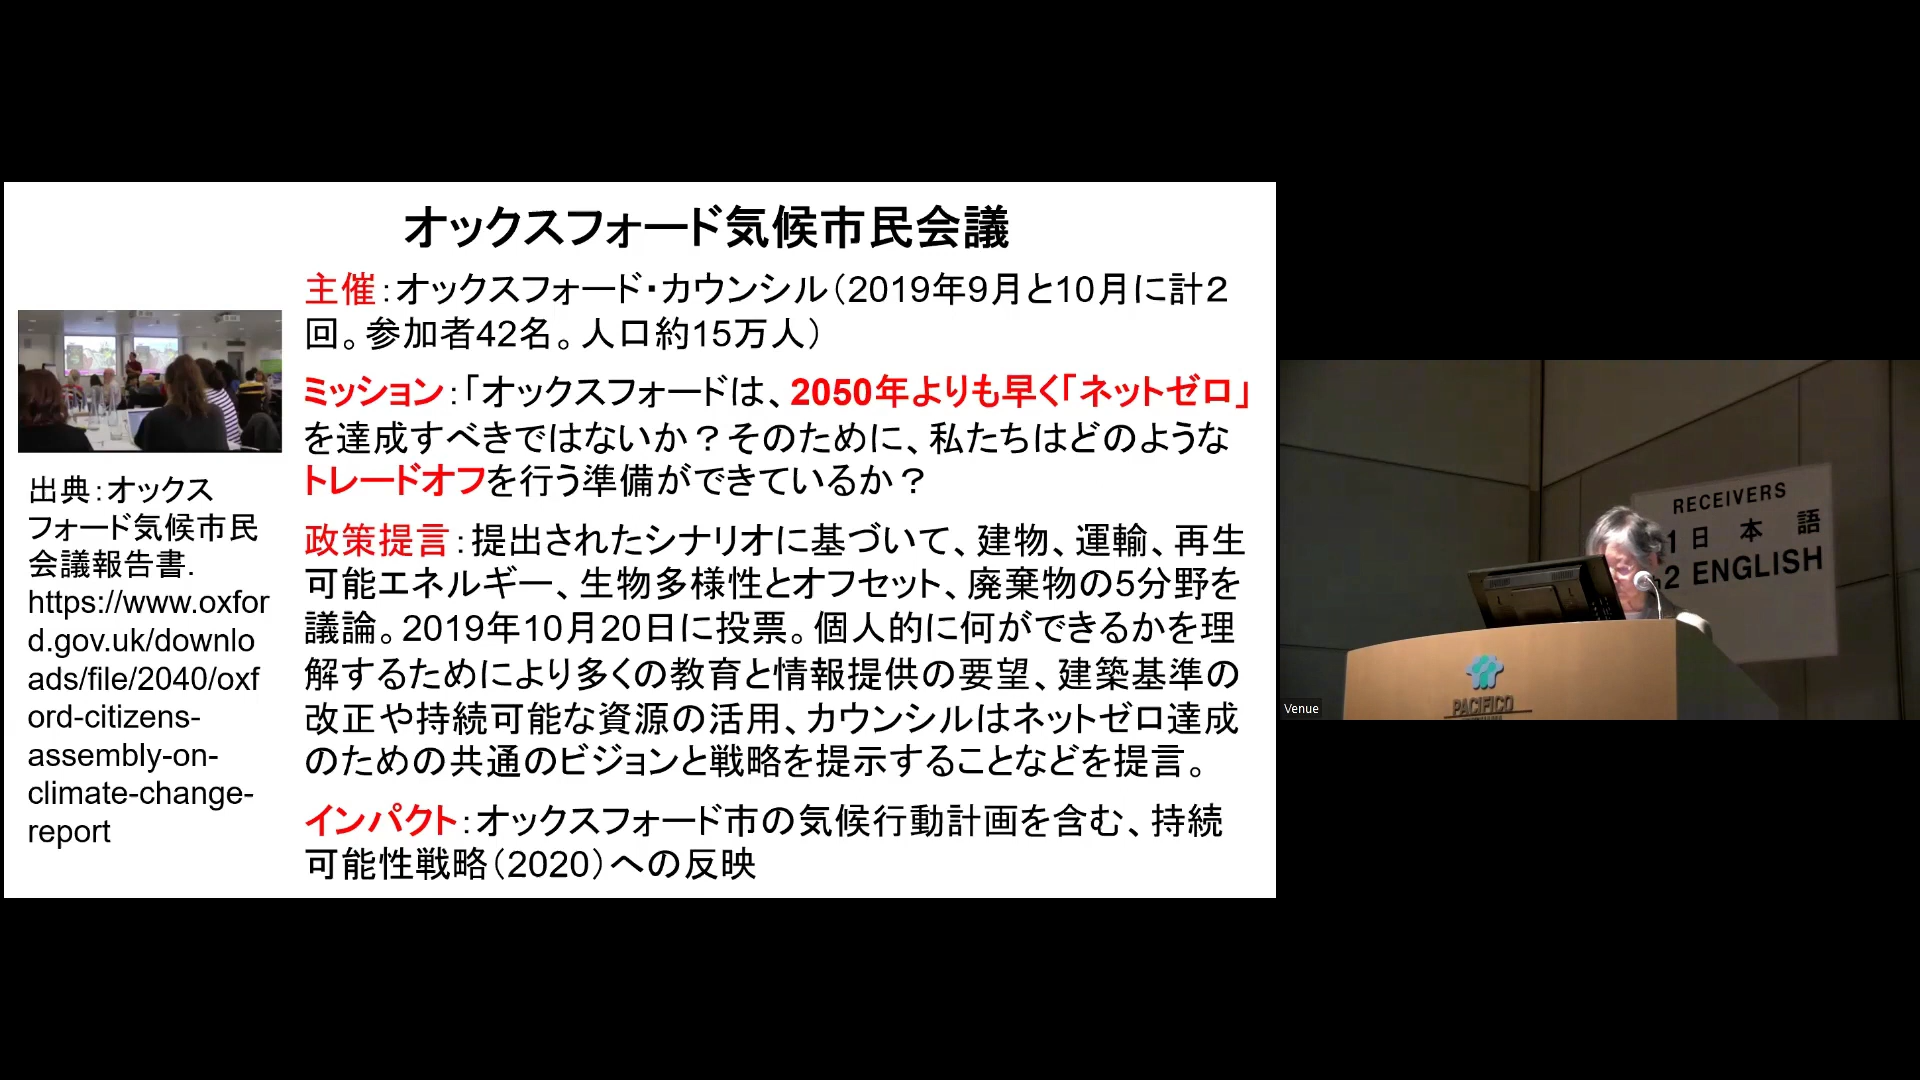 オックスフォード気候市民会議
主催：オックスフォード・カウンシル（2019年9月と10月に計２
回。参加者42名。人口約15万人）
ミッション：「オックスフォードは、2050年よりも早く「ネットゼロ」
を達成すべきではないか？そのために、私たちはどのような
トレードオフを行う準備ができているか？
政策提言：提出されたシナリオに基づいて、建物、運輸、再生
可能エネルギー、生物多様性とオフセット、廃棄物の5分野を
議論。2019年10月20日に投票。個人的に何ができるかを理
解するためにより多くの教育と情報提供の要望、建築基準の
改正や持続可能な資源の活用、カウンシルはネットゼロ達成
のための共通のビジョンと戦略を提示することなどを提言。
インパクト：オックスフォード市の気候行動計画を含む、持続
可能性戦略（2020）への反映
出典：オックス
フォード気候市民
会議報告書.
https://www.oxfor
d.gov.uk/downlo
ads/file/2040/oxf
ord-citizens-
assembly-on-
climate-change-
report
RECEIVERS
1 日 本 語
2 ENGLISH
PACIFICO
Venue